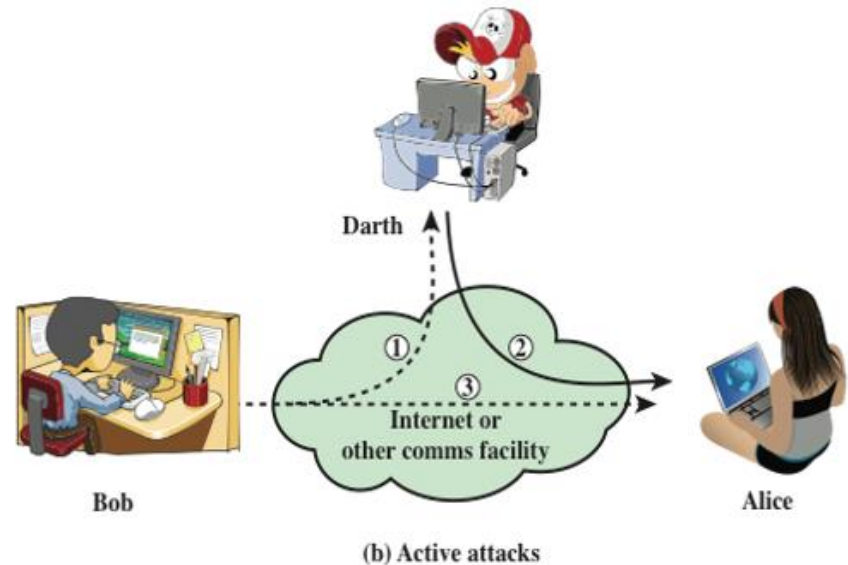 Darth
①
②
③
Internet or
other comms facility
Bob
Alice
(b) Active attacks